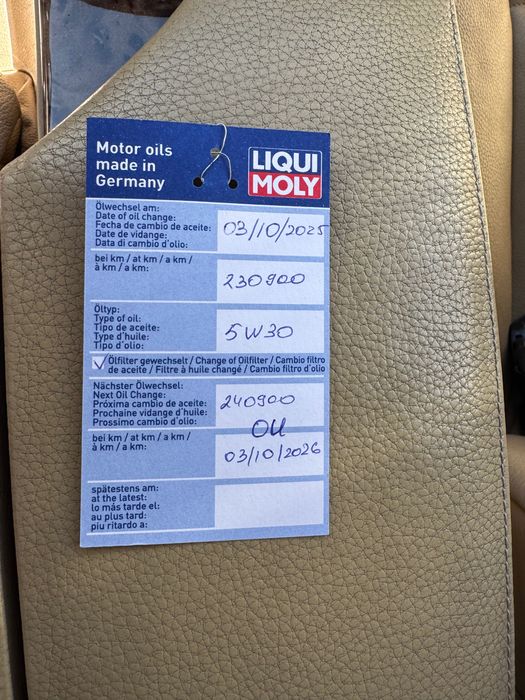 Motor oils
made in
Germany
LIQUI
MOLY
Ölwechsel am:
Date of oil change:
Fecha de cambio de aceite:
Date de vidange:
Data di cambio d'olio:
03/10/2025
bei km / at km / a km /
à km / a km:
230900
Öltyp:
Type of oil:
Tipo de aceite:
Type d'huile:
Tipo d'olio:
5W30
Ölfilter gewechselt / Change of Oilfilter / Cambio filtro
de aceite / Filtre à huile changé / Cambio filtro d'olio
Nächster Ölwechsel:
Next Oil Change:
Próxima cambio de aceite:
Prochaine vidange d'huile:
Prossimo cambio d'olio:
240900
OU
bei km / at km / a km /
à km / a km:
03/10/2026
spätestens am:
at the latest:
lo más tarde el:
au plus tard:
piu ritardo a: